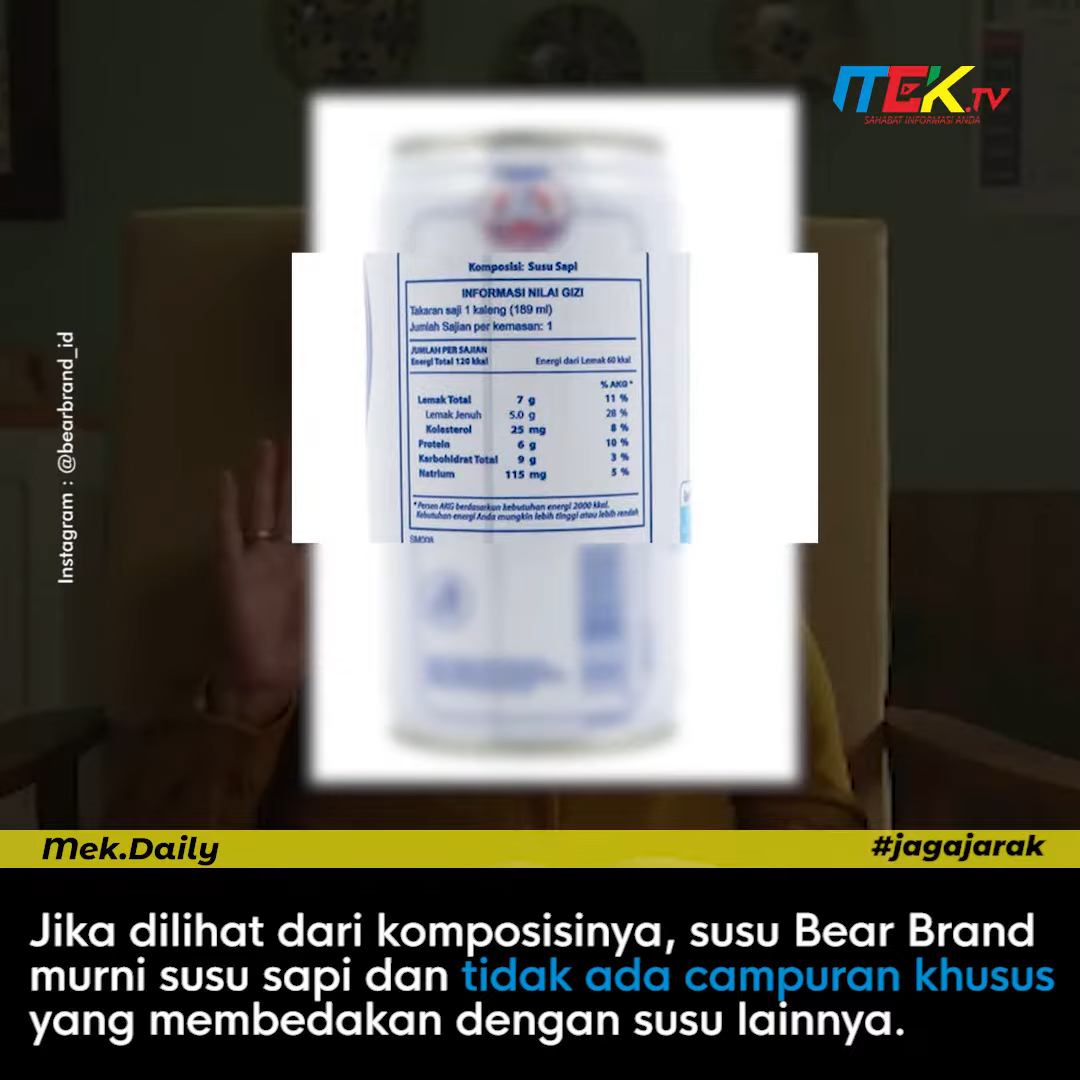 MEK.TV
SAHABAT INFORMASI ANDA
Instagram : @bearbrand_id
Komposisi: Susu Sapi
INFORMASI NILAI GIZI
Takaran saji 1 kaleng (189 ml)
Jumlah Sajian per kemasan: 1
JUMLAH PER SAJIAN
Energi Total 120 kkal Energi dari Lemak 60 kkal
% AKG*
Lemak Total 7 g 11 %
Lemak Jenuh 5.0 g 28 %
Kolesterol 25 mg 8 %
Protein 6 g 10 %
Karbohidrat Total 9 g 3 %
Natrium 115 mg 5 %
*Persen AKG berdasarkan kebutuhan energi 2000 kkal.
Kebutuhan energi Anda mungkin lebih tinggi atau lebih rendah
Mek.Daily #jagajarak
Jika dilihat dari komposisinya, susu Bear Brand
murni susu sapi dan tidak ada campuran khusus
yang membedakan dengan susu lainnya.